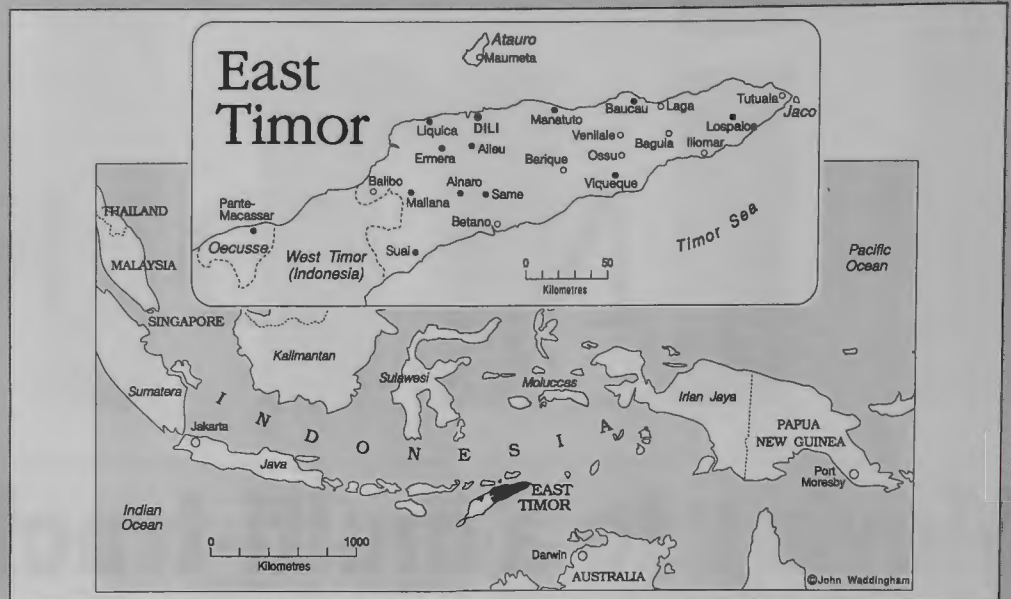 East
Timor
Atauro
Maumeta
Liquica
DILI
Manatuto
Baucau
Laga
Tutuala
Jaco
Lospalos
Ermera
Aileu
Venilale
Baguia
Iliomar
Barique
Ossu
Viqueque
Balibo
Maliana
Ainaro
Same
Betano
Pante-
Macassar
Oecusse
West Timor
(Indonesia)
Suai
Timor Sea
0 50
Kilometres
THAILAND
MALAYSIA
SINGAPORE
Pacific
Ocean
Kalimantan
Sulawesi
Moluccas
Irian Jaya
Sumatera
INDONESIA
Jakarta
Java
PAPUA
NEW GUINEA
Port
Moresby
EAST
TIMOR
Indian
Ocean
0 1000
Kilometres
Darwin
AUSTRALIA
©John Waddingham